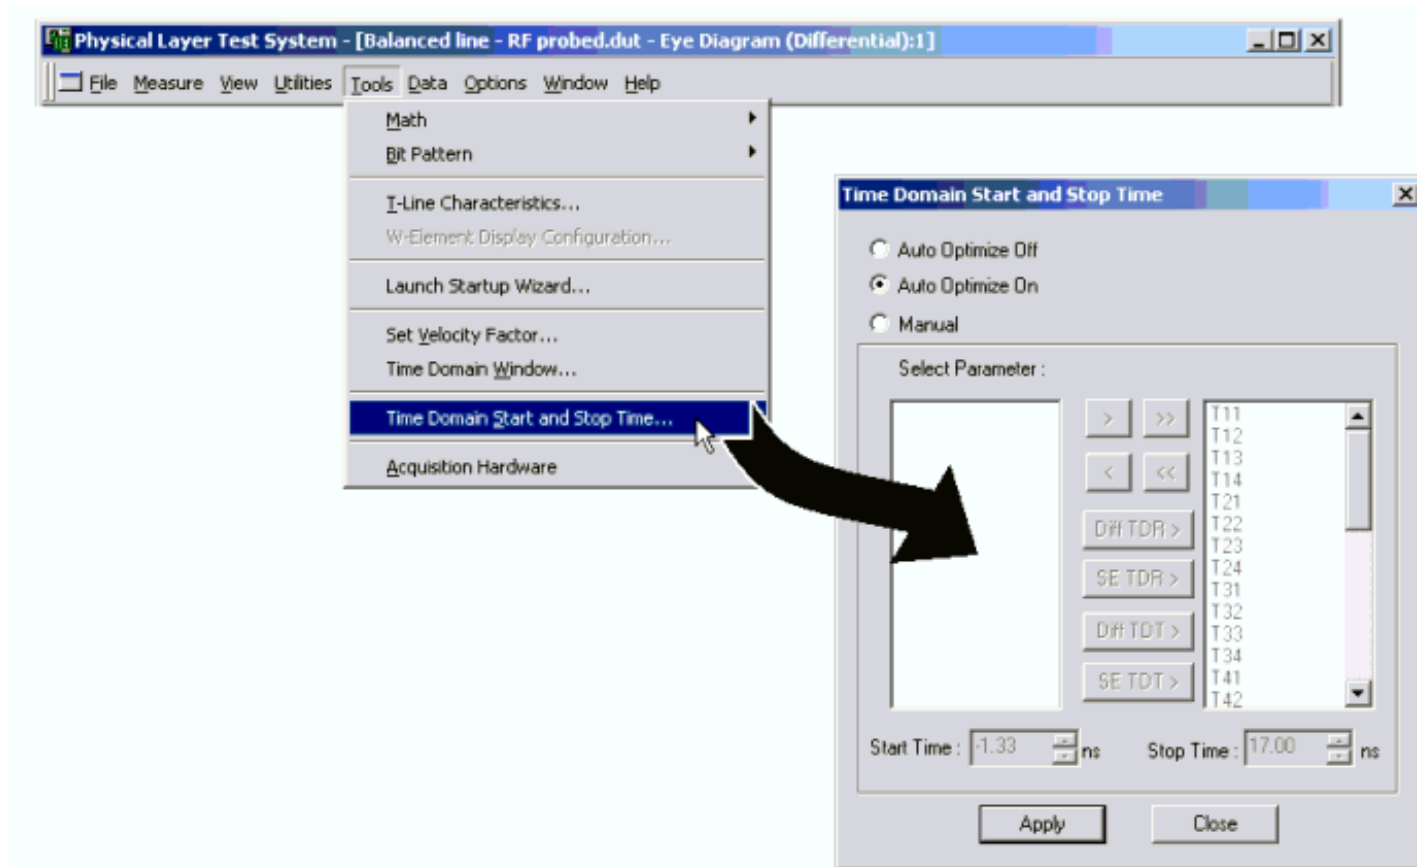 Physical Layer Test System - [Balanced line - RF probed.dut - Eye Diagram (Differential):1]
File Measure View Utilities Tools Data Options Window Help
Math
Bit Pattern
T-Line Characteristics...
W-Element Display Configuration...
Launch Startup Wizard...
Set Velocity Factor...
Time Domain Window...
Time Domain Start and Stop Time...
Acquisition Hardware
Time Domain Start and Stop Time
Auto Optimize Off
Auto Optimize On
Manual
Select Parameter :
> >>
< <<
Diff TDR >
SE TDR >
Diff TDT >
SE TDT >
T11
T12
T13
T14
T21
T22
T23
T24
T31
T32
T33
T34
T41
T42
Start Time : -1.33 ns Stop Time : 17.00 ns
Apply Close